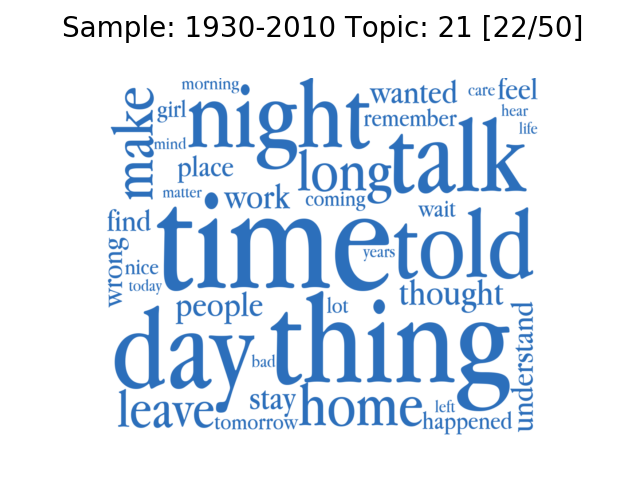 Sample: 1930-2010 Topic: 21 [22/50]
morning
care
feel
make
girl
night
wanted
hear
remember
life
mind
talk
place
long
matter
work
coming
wait
find
time
told
years
wrong
nice
today
thought
people
lot
understand
day
thing
bad
leave
stay
home
left
tomorrow
happened